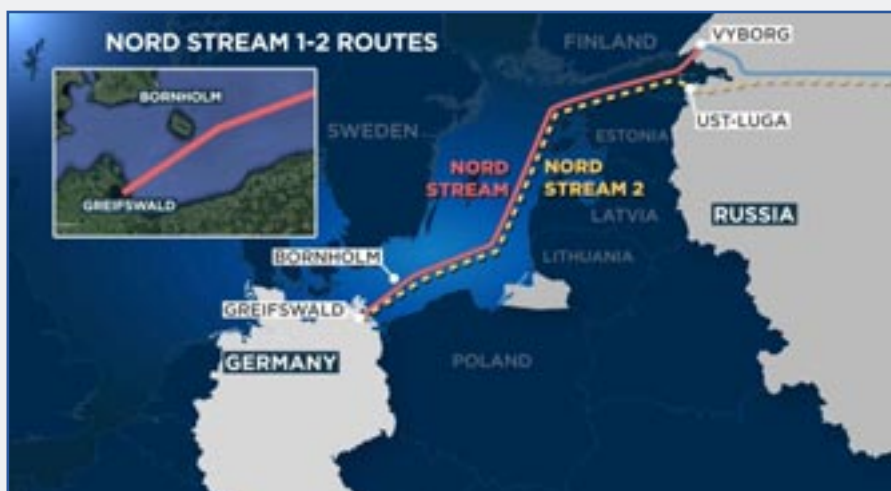 NORD STREAM 1-2 ROUTES
BORNHOLM
GREIFSWALD
FINLAND
VYBORG
SWEDEN
ESTONIA
UST-LUGA
NORD
STREAM
NORD
STREAM 2
LATVIA
RUSSIA
LITHUANIA
BORNHOLM
GREIFSWALD
GERMANY
POLAND